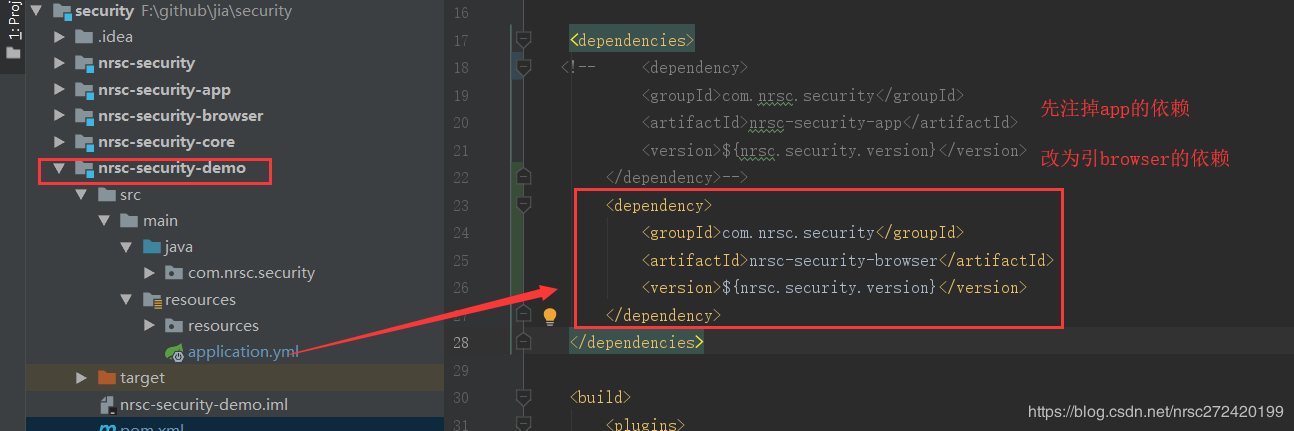 1: Proj
security F:\github\jia\security
.idea
nrsc-security
nrsc-security-app
nrsc-security-browser
nrsc-security-core
nrsc-security-demo
src
main
java
com.nrsc.security
resources
resources
application.yml
target
nrsc-security-demo.iml
pom.xml
16
17 <dependencies>
18 <!-- <dependency>
19 <groupId>com.nrsc.security</groupId>
20 <artifactId>nrsc-security-app</artifactId>
21 <version>${nrsc.security.version}</version>
22 </dependency>-->
23 <dependency>
24 <groupId>com.nrsc.security</groupId>
25 <artifactId>nrsc-security-browser</artifactId>
26 <version>${nrsc.security.version}</version>
27 </dependency>
28 </dependencies>
30 <build>
31 <plugins>
先注掉app的依赖
改为引browser的依赖
https://blog.csdn.net/nrsc272420199